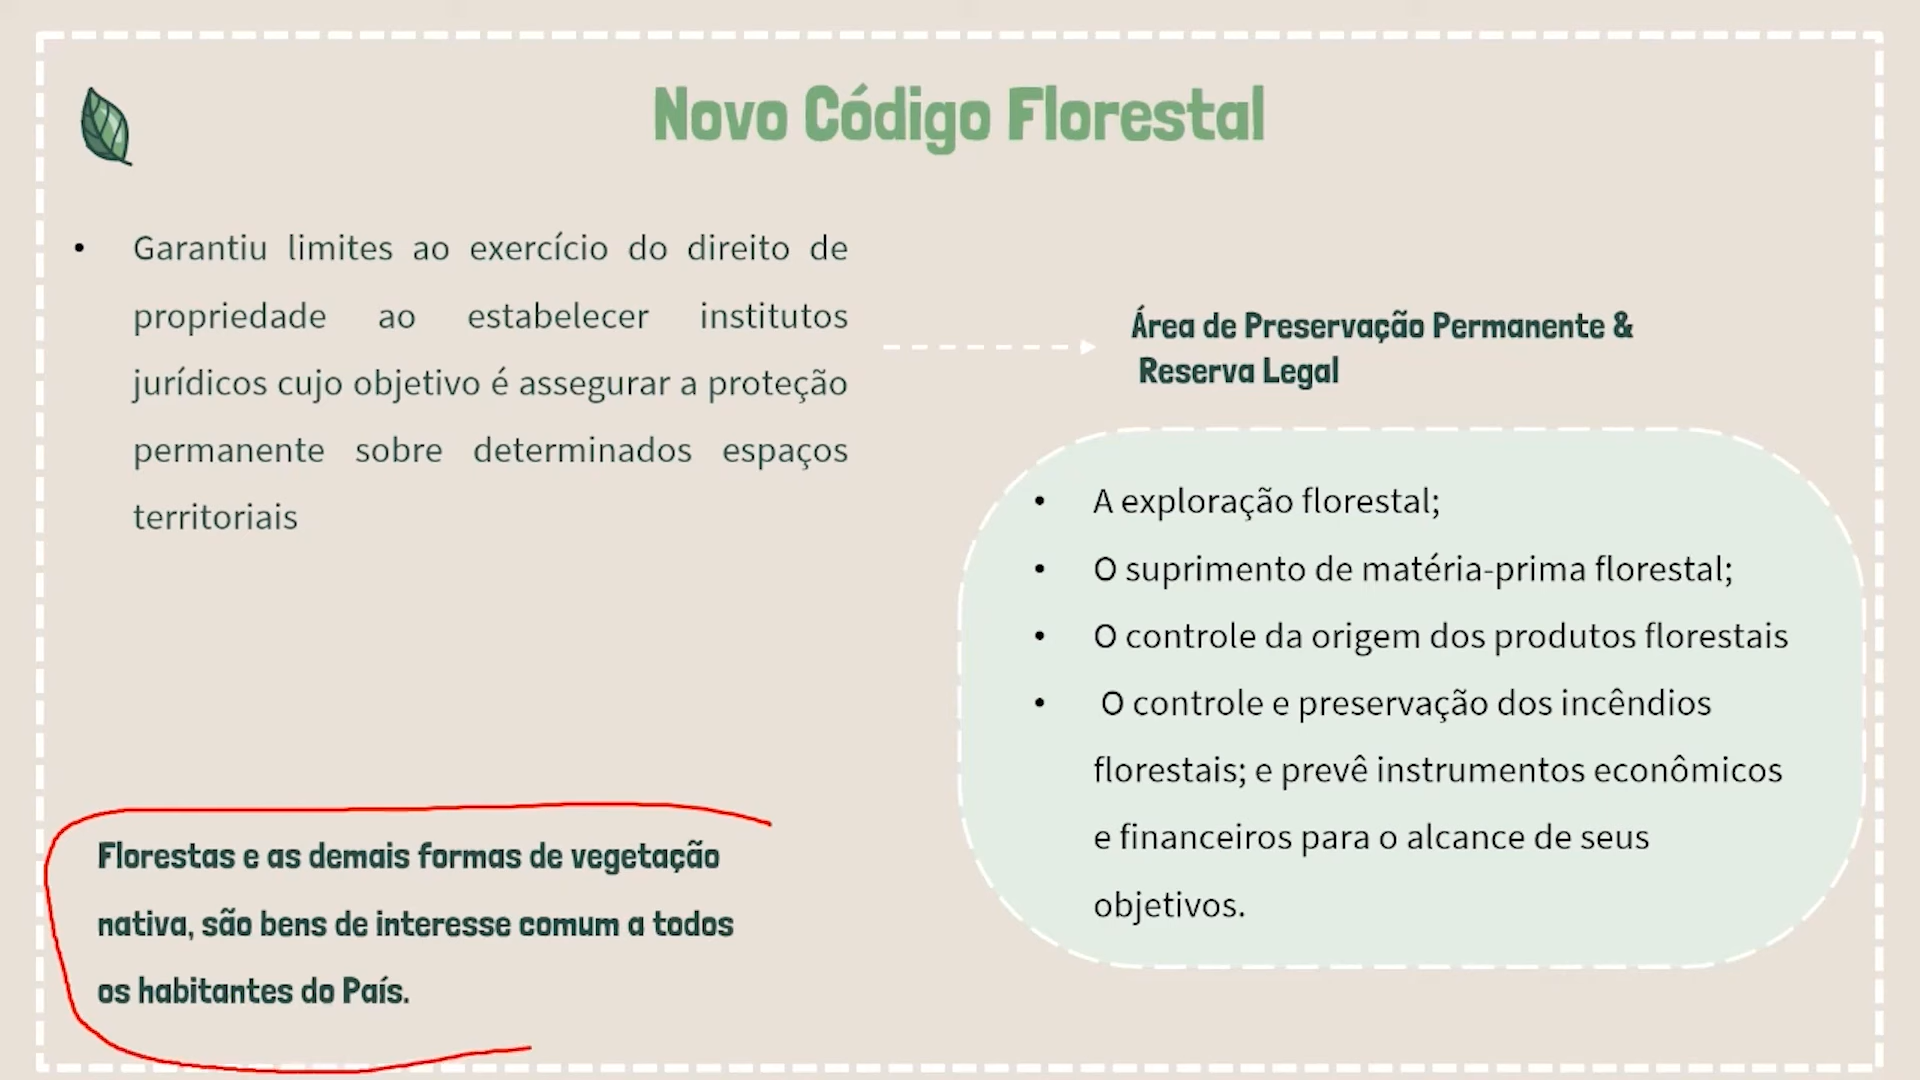 Novo Código Florestal
• Garantiu limites ao exercício do direito de
propriedade ao estabelecer institutos
jurídicos cujo objetivo é assegurar a proteção
permanente sobre determinados espaços
territoriais
Área de Preservação Permanente &
Reserva Legal
• A exploração florestal;
• O suprimento de matéria-prima florestal;
• O controle da origem dos produtos florestais
• O controle e preservação dos incêndios
florestais; e prevê instrumentos econômicos
e financeiros para o alcance de seus
objetivos.
Florestas e as demais formas de vegetação
nativa, são bens de interesse comum a todos
os habitantes do País.